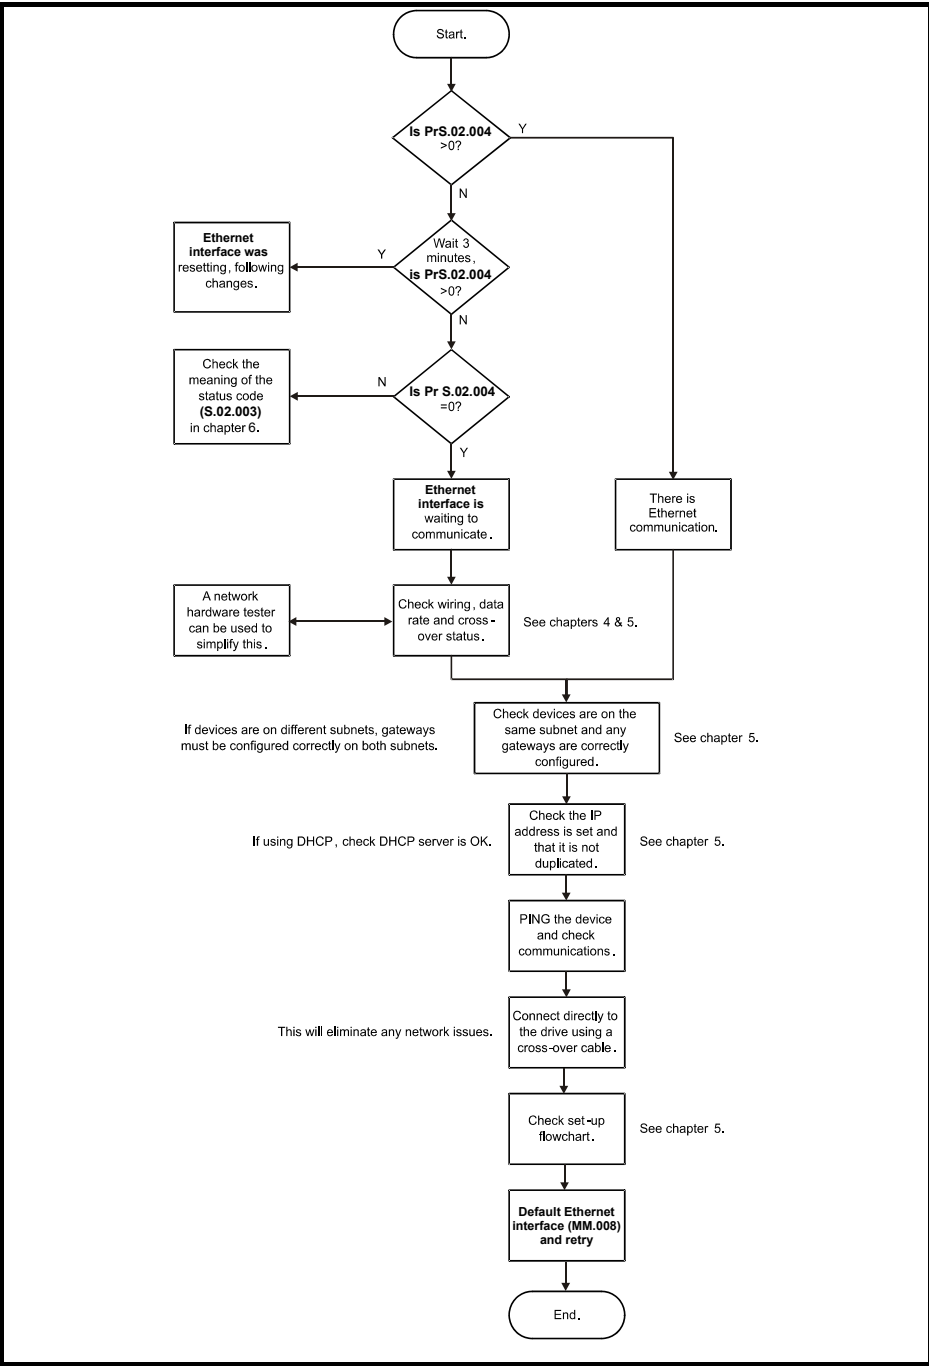 Start.
Is PrS.02.004
>0?
Y
N
Ethernet
interface was
resetting, following
changes.
Y
Wait 3
minutes,
is PrS.02.004
>0?
N
Check the
meaning of the
status code
(S.02.003)
in chapter 6.
N
Is Pr S.02.004
=0?
Y
Ethernet
interface is
waiting to
communicate.
There is
Ethernet
communication.
A network
hardware tester
can be used to
simplify this.
Check wiring, data
rate and cross-
over status.
See chapters 4 & 5.
If devices are on different subnets, gateways
must be configured correctly on both subnets.
Check devices are on the
same subnet and any
gateways are correctly
configured.
See chapter 5.
If using DHCP, check DHCP server is OK.
Check the IP
address is set and
that it is not
duplicated.
See chapter 5.
PING the device
and check
communications.
This will eliminate any network issues.
Connect directly to
the drive using a
cross-over cable.
Check set-up
flowchart.
See chapter 5.
Default Ethernet
interface (MM.008)
and retry
End.